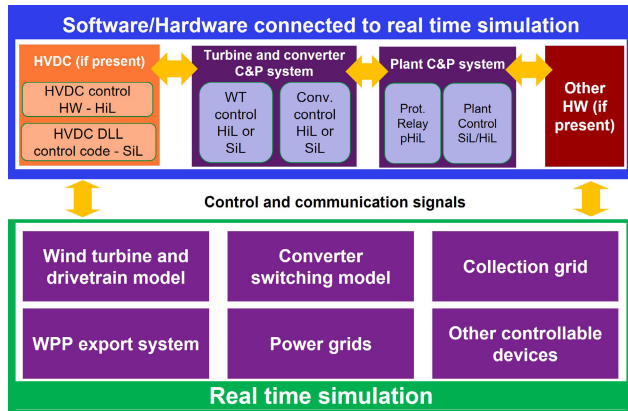 Software/Hardware connected to real time simulation
HVDC (if present)
HVDC control
HW - HiL
HVDC DLL
control code - SiL
Turbine and converter
C&P system
WT
control
HiL or
SiL
Conv.
control
HiL or
SiL
Plant C&P system
Prot.
Relay
pHiL
Plant
Control
SiL/HiL
Other
HW (if
present)
Control and communication signals
Wind turbine and
drivetrain model
Converter
switching model
Collection grid
WPP export system
Power grids
Other controllable
devices
Real time simulation